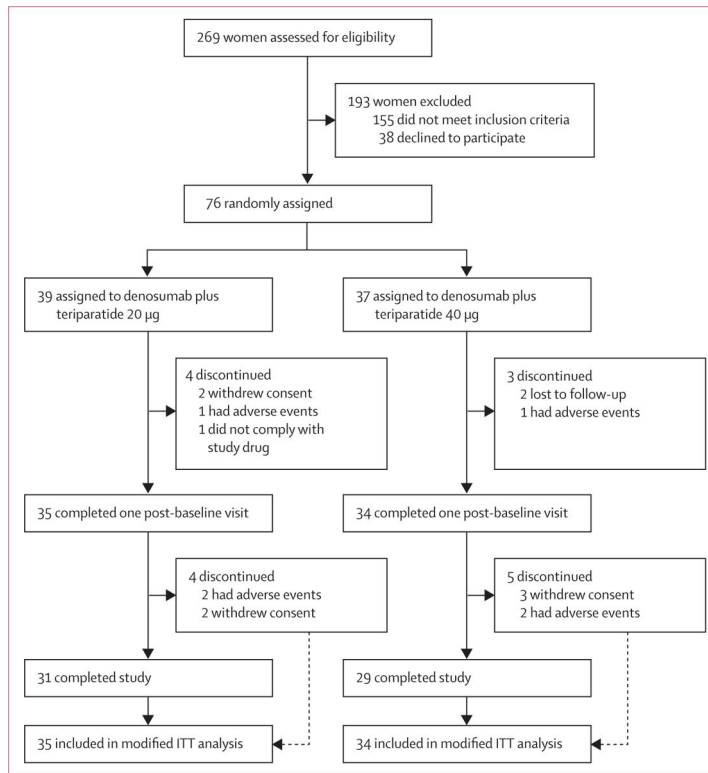 269 women assessed for eligibility
193 women excluded
155 did not meet inclusion criteria
38 declined to participate
76 randomly assigned
39 assigned to denosumab plus
teriparatide 20 μg
37 assigned to denosumab plus
teriparatide 40 μg
4 discontinued
2 withdrew consent
1 had adverse events
1 did not comply with
study drug
3 discontinued
2 lost to follow-up
1 had adverse events
35 completed one post-baseline visit
34 completed one post-baseline visit
4 discontinued
2 had adverse events
2 withdrew consent
5 discontinued
3 withdrew consent
2 had adverse events
31 completed study
29 completed study
35 included in modified ITT analysis
34 included in modified ITT analysis